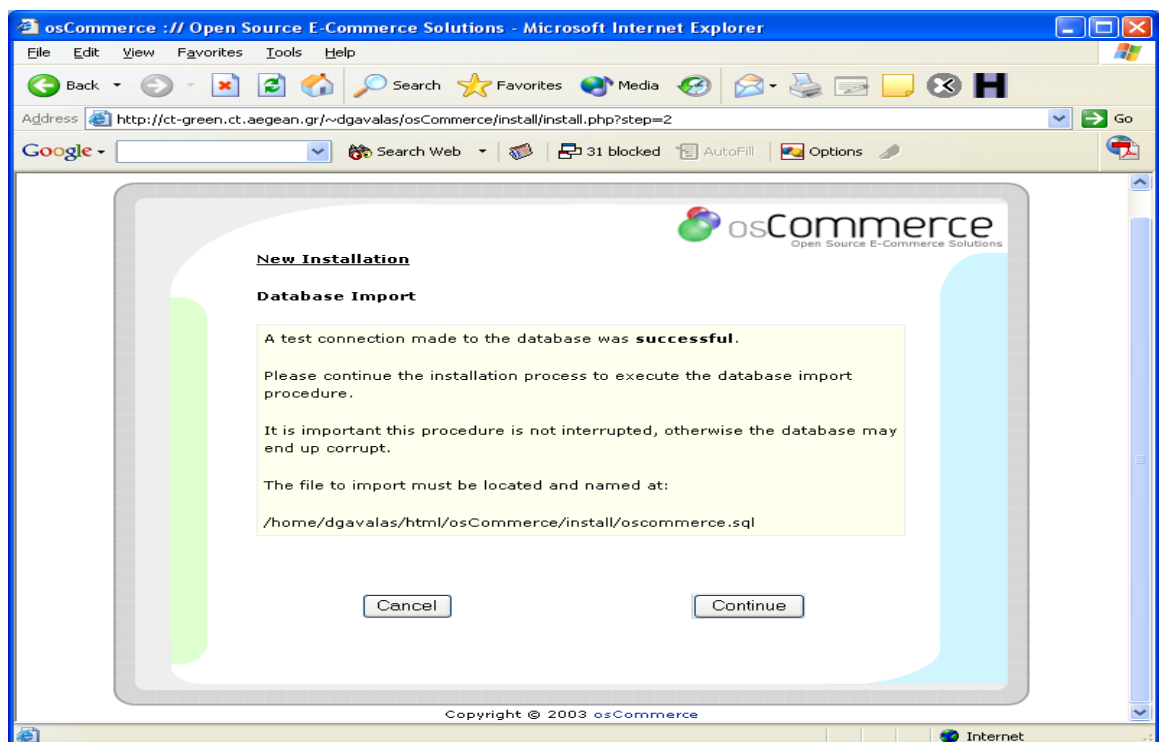 osCommerce :// Open Source E-Commerce Solutions - Microsoft Internet Explorer
File Edit View Favorites Tools Help
Back Search Favorites Media
Address http://ct-green.ct.aegean.gr/~dgavalas/osCommerce/install/install.php?step=2 Go
Google Search Web 31 blocked AutoFill Options
osCommerce
Open Source E-Commerce Solutions
New Installation
Database Import
A test connection made to the database was successful.
Please continue the installation process to execute the database import
procedure.
It is important this procedure is not interrupted, otherwise the database may
end up corrupt.
The file to import must be located and named at:
/home/dgavalas/html/osCommerce/install/oscommerce.sql
Cancel Continue
Copyright © 2003 osCommerce
Internet